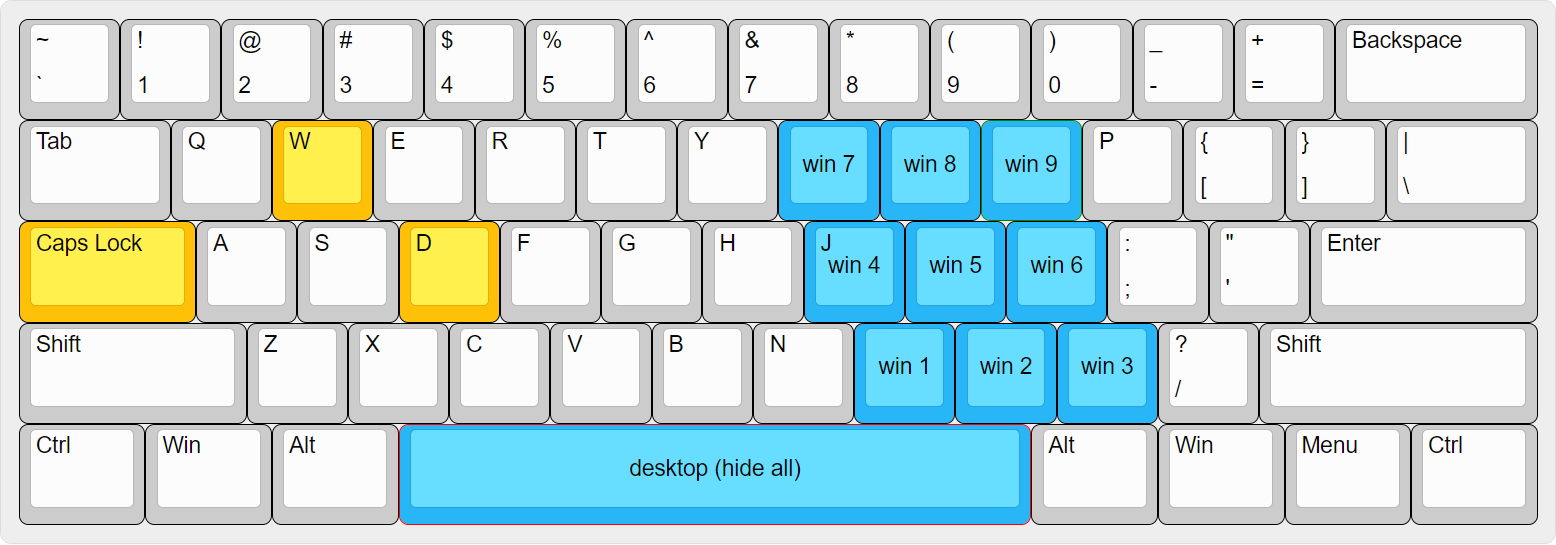 ~ ! @ # $ % ^ & * ( ) _ + Backspace
` 1 2 3 4 5 6 7 8 9 0 - =
Tab Q W E R T Y win 7 win 8 win 9 P { } |
[ ] \
Caps Lock A S D F G H J win 4 win 5 win 6 : " Enter
; '
Shift Z X C V B N win 1 win 2 win 3 ? Shift
/
Ctrl Win Alt desktop (hide all) Alt Win Menu Ctrl